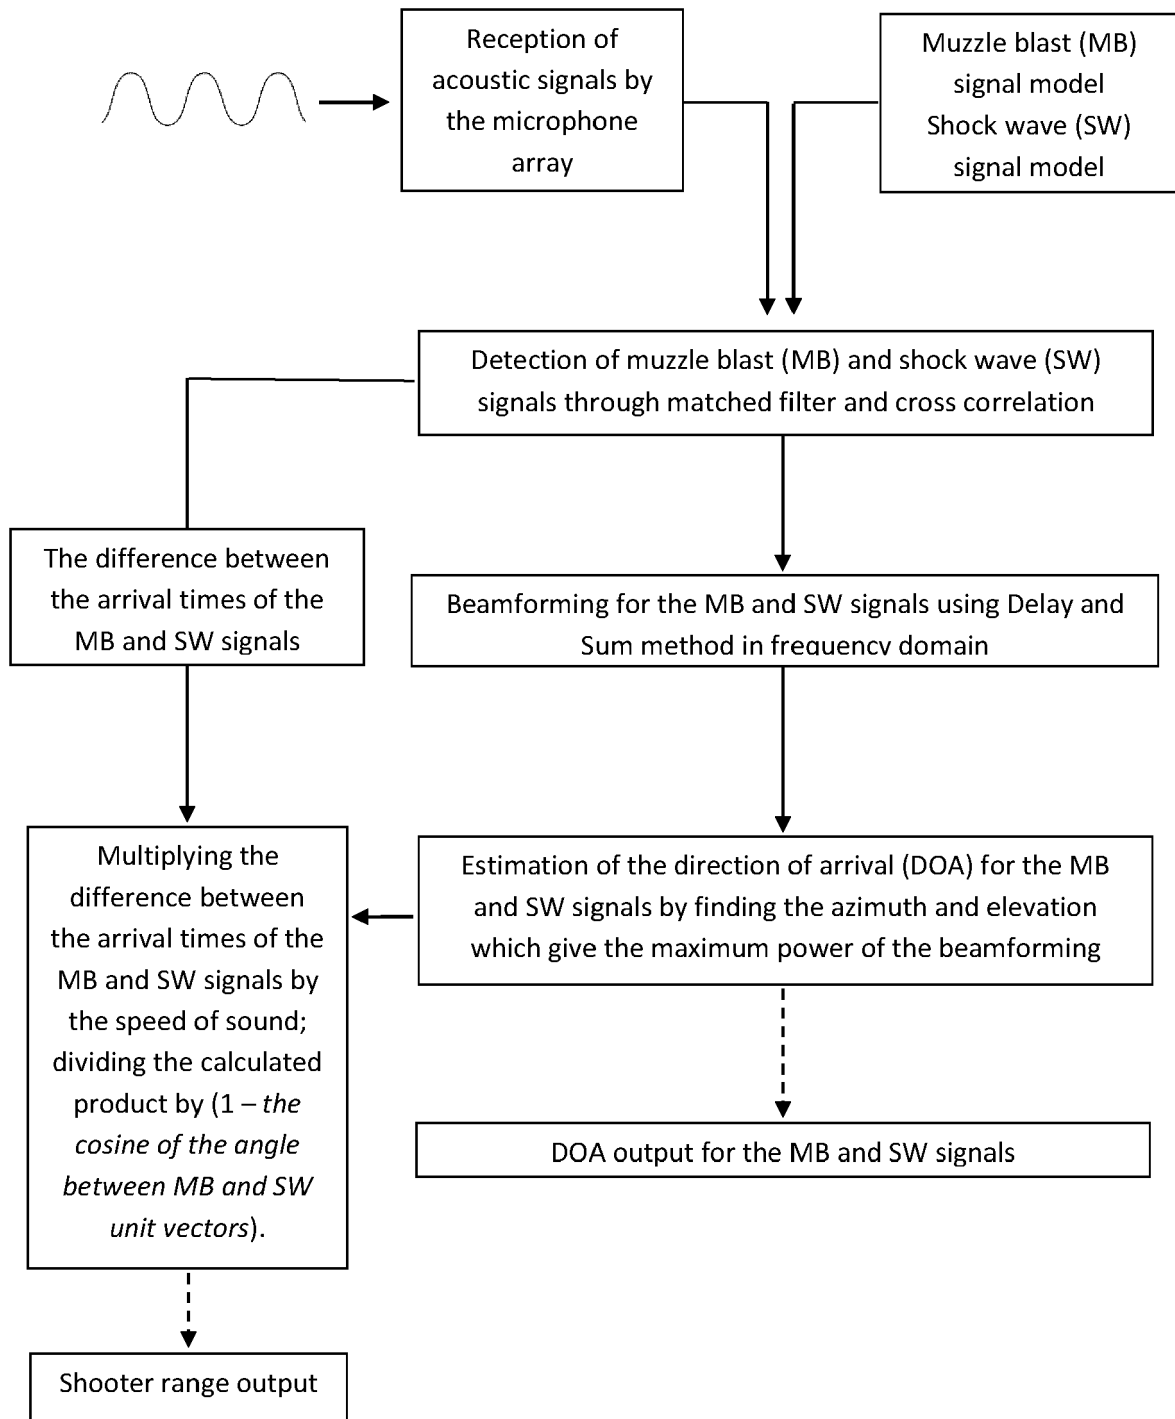 Reception of
acoustic signals by
the microphone
array
Muzzle blast (MB)
signal model
Shock wave (SW)
signal model
Detection of muzzle blast (MB) and shock wave (SW)
signals through matched filter and cross correlation
The difference between
the arrival times of the
MB and SW signals
Beamforming for the MB and SW signals using Delay and
Sum method in frequency domain
Multiplying the
difference between
the arrival times of the
MB and SW signals by
the speed of sound;
dividing the calculated
product by (1 – the
cosine of the angle
between MB and SW
unit vectors).
Estimation of the direction of arrival (DOA) for the MB
and SW signals by finding the azimuth and elevation
which give the maximum power of the beamforming
DOA output for the MB and SW signals
Shooter range output